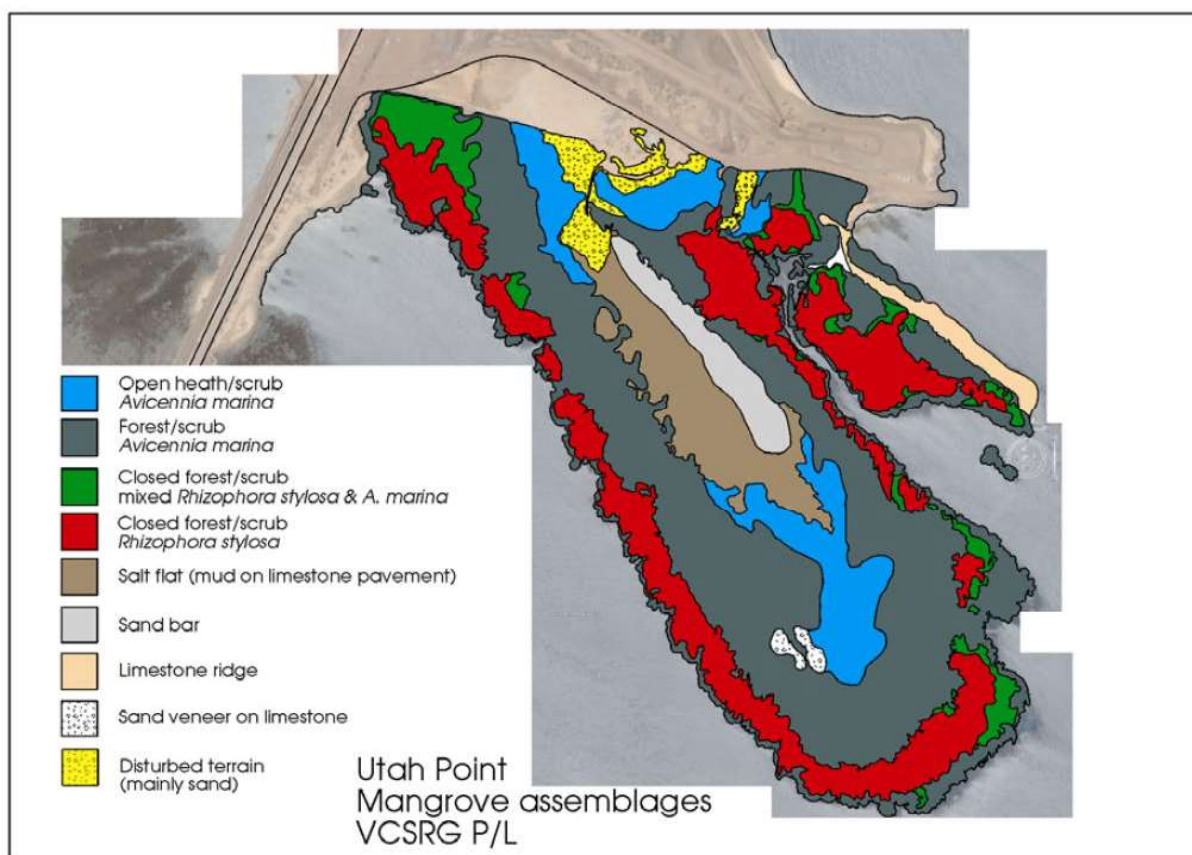 Open heath/scrub
Avicennia marina
Forest/scrub
Avicennia marina
Closed forest/scrub
mixed Rhizophora stylosa & A. marina
Closed forest/scrub
Rhizophora stylosa
Salt flat (mud on limestone pavement)
Sand bar
Limestone ridge
Sand veneer on limestone
Disturbed terrain
(mainly sand)
Utah Point
Mangrove assemblages
VCSRG P/L